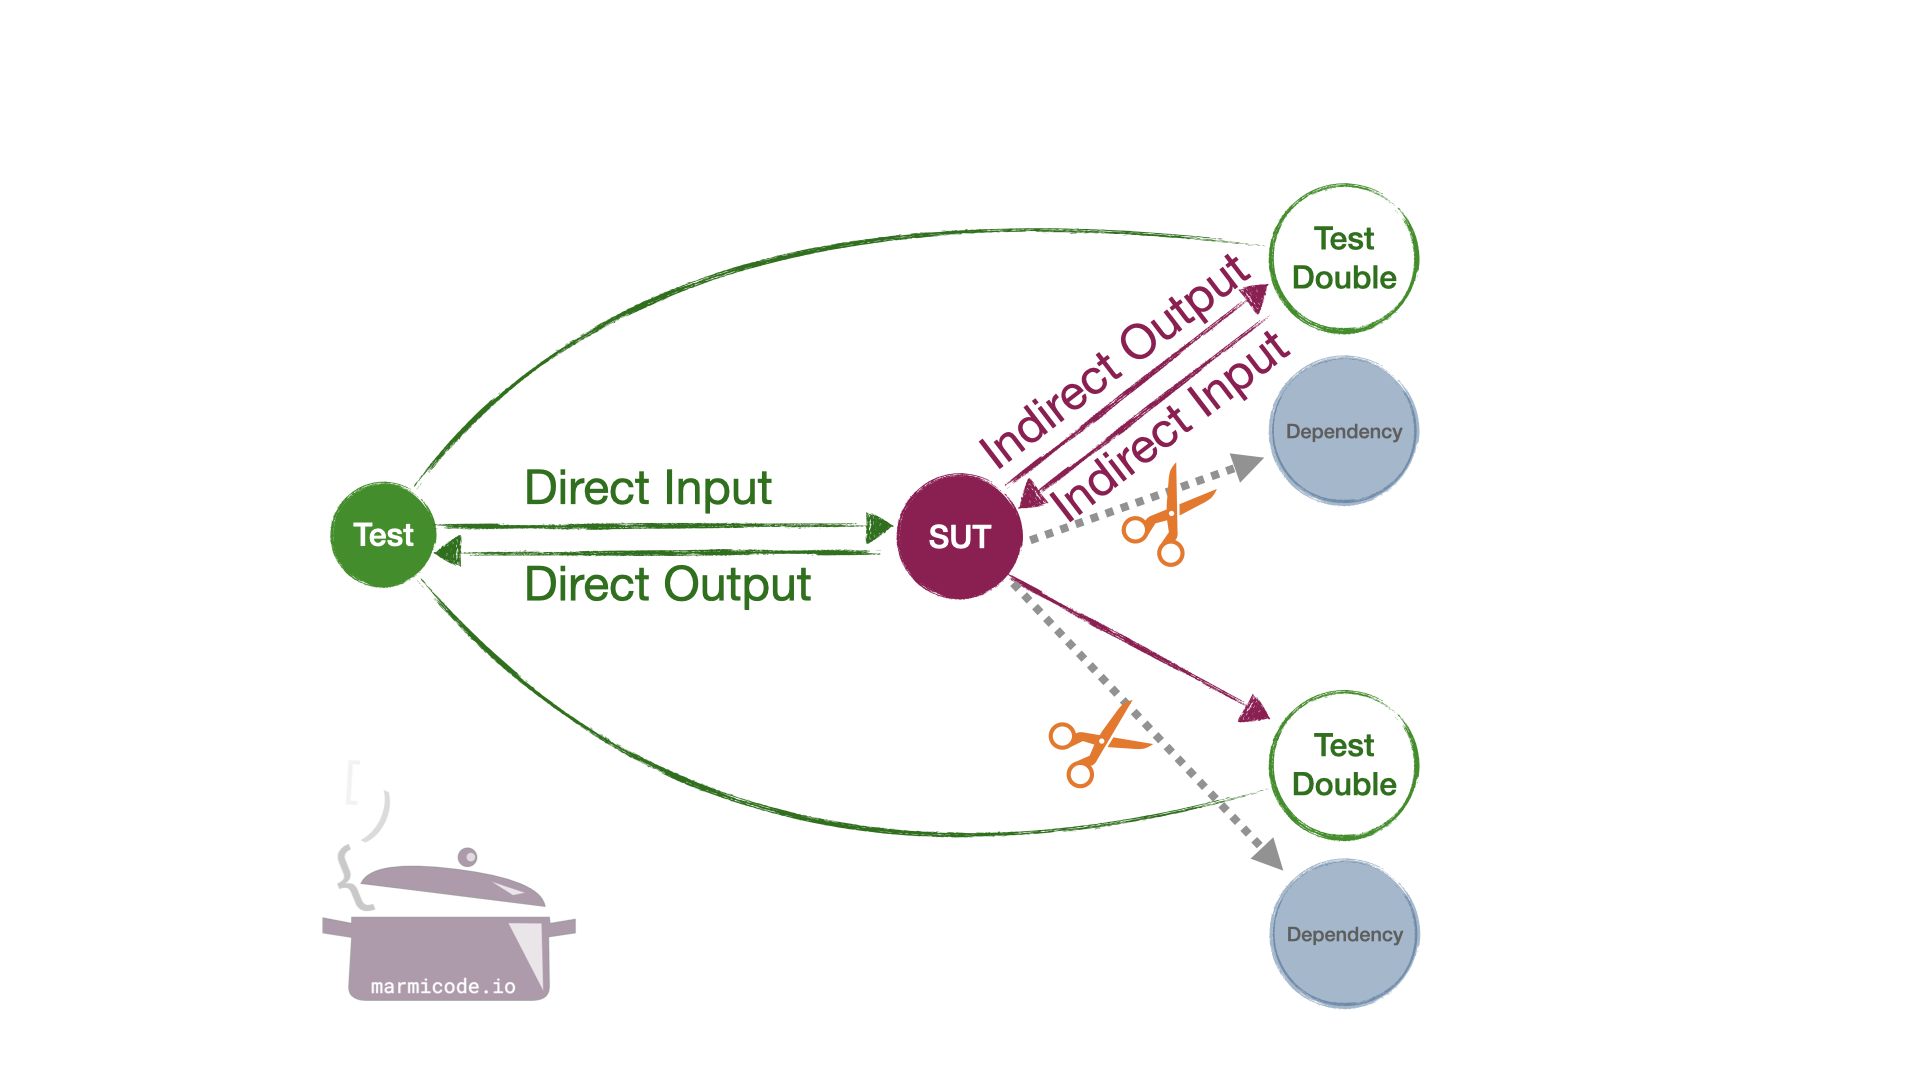 Test
Double
Indirect Output
Indirect Input
Dependency
Direct Input
Test
SUT
Direct Output
Test
Double
Dependency
[
)
{
marmicode.io